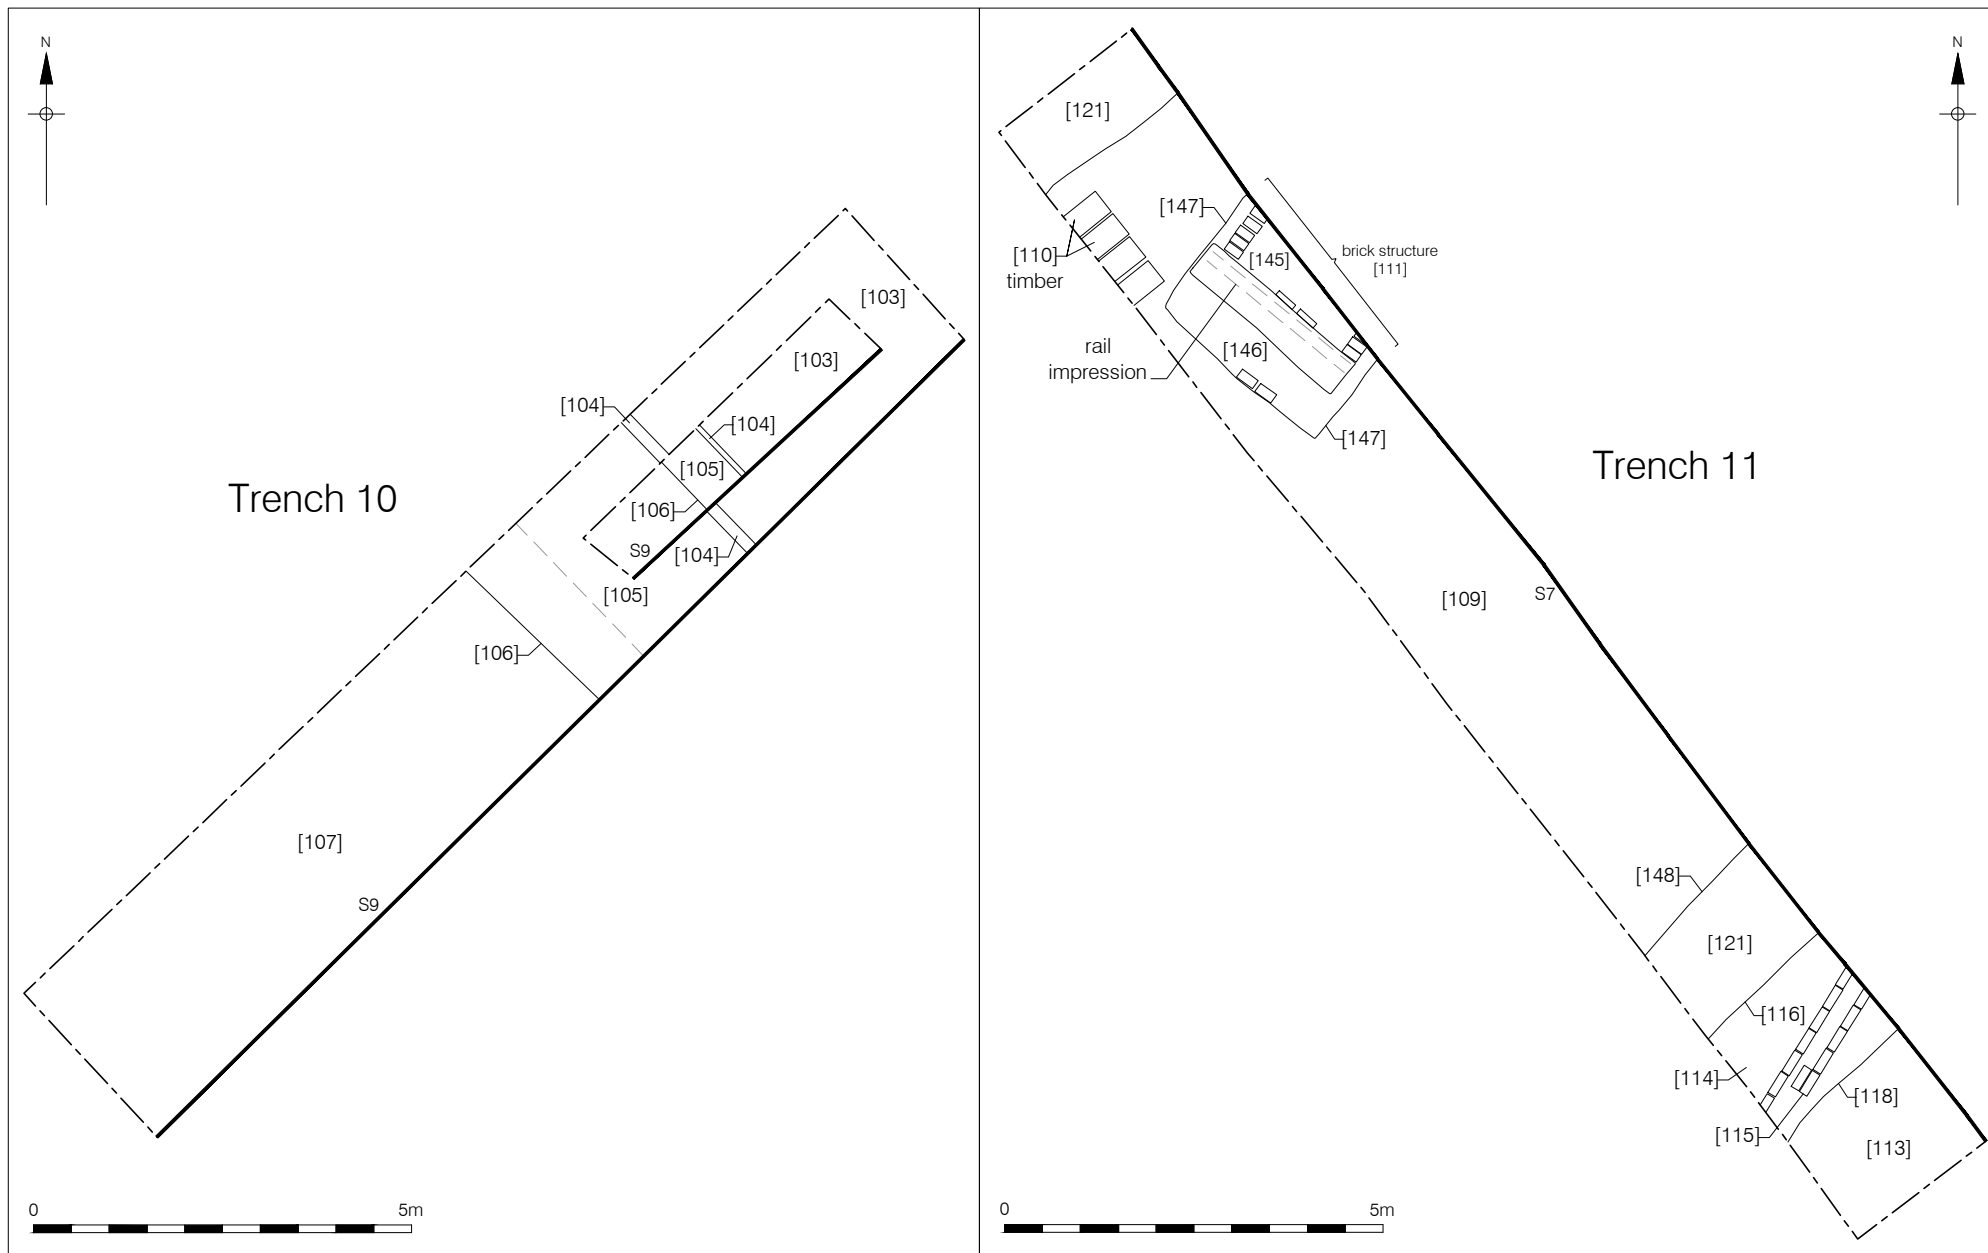 N
[103]
[103]
[104]
[104]
[105]
[106]
Trench 10
S9
[104]
[105]
[106]
[107]
S9
0 5m
N
[121]
[147]
brick structure
[111]
[110]
timber
[145]
rail
impression
[146]
[147]
Trench 11
[109]
S7
[148]
[121]
[116]
[114]
[118]
[115]
[113]
0 5m